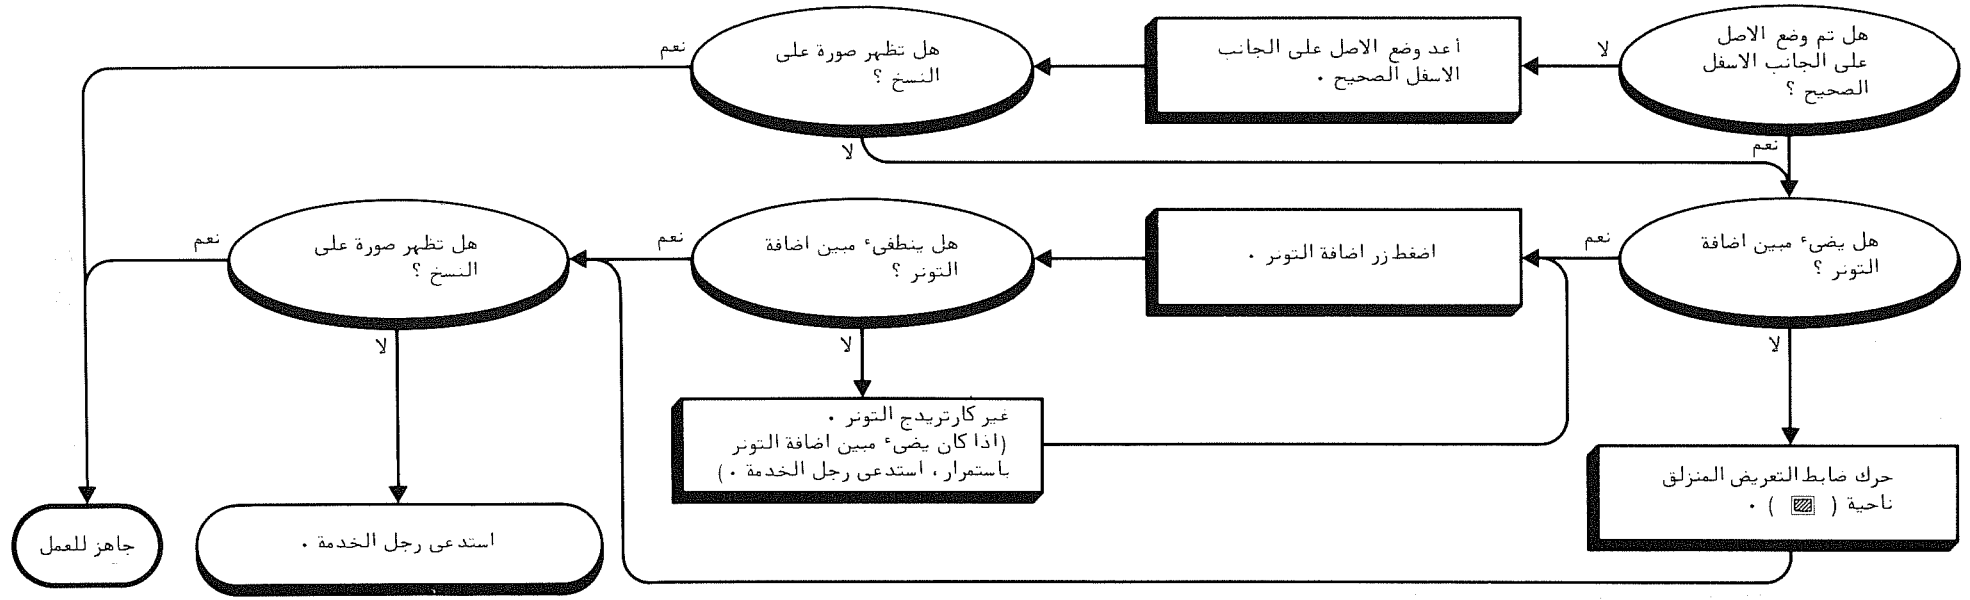 هل تم وضع الاصل
على الجانب الاسفل
الصحيح ؟
لا
نعم
أعد وضع الاصل على الجانب
الاسفل الصحيح .
هل تظهر صورة على
النسخ ؟
نعم
لا
هل يضيء مبين اضافة
التونر ؟
نعم
لا
اضغط زر اضافة التونر .
هل ينطفيء مبين اضافة
التونر ؟
نعم
لا
هل تظهر صورة على
النسخ ؟
نعم
لا
غير كارتريدج التونر .
(اذا كان يضيء مبين اضافة التونر
باستمرار ، استدعى رجل الخدمة .)
حرك ضابط التعريض المنزلق
ناحية ( ▨ ) .
استدعى رجل الخدمة .
جاهز للعمل